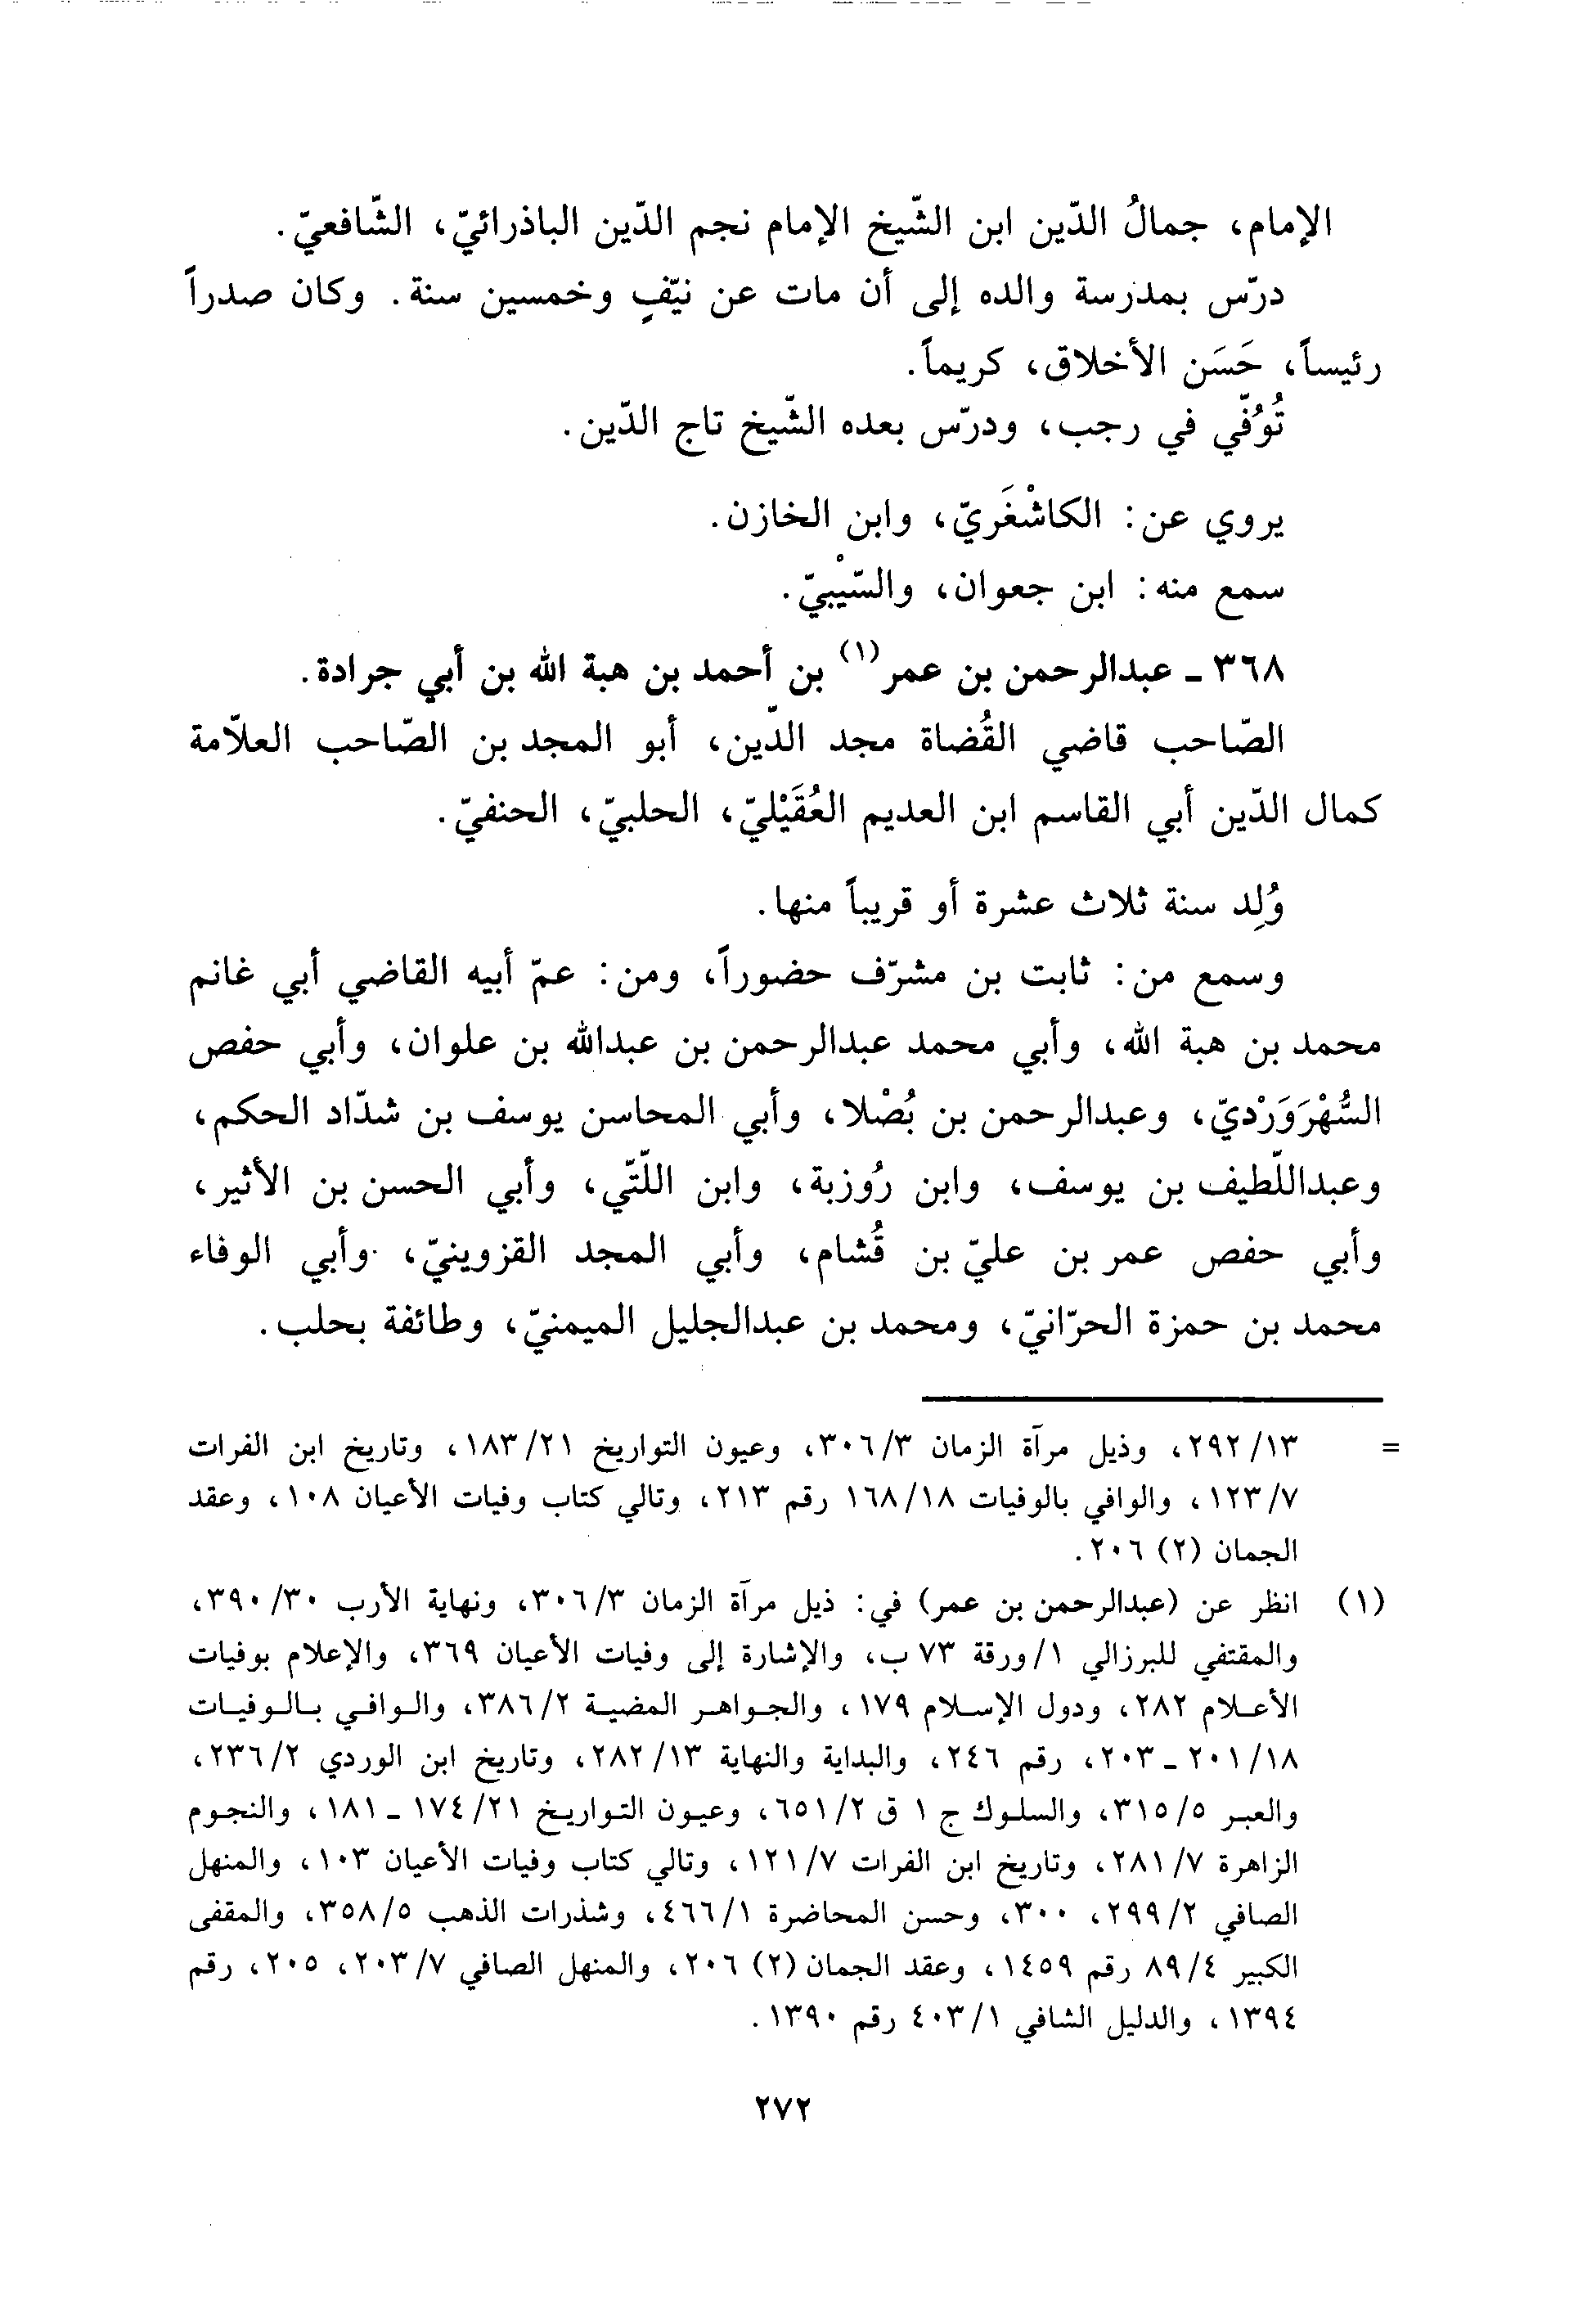 الإمام، جمالُ الدّين ابن الشّيخ الإمام نجم الدّين الباذرائيّ، الشّافعيّ.
درّس بمدرسة والده إلى أن مات عن نيّفٍ وخمسين سنة. وكان صدراً
رئيساً، حَسَن الأخلاق، كريماً.
تُوُفّي في رجب، ودرّس بعده الشّيخ تاج الدّين.
يروي عن: الكاشْغَريّ، وابن الخازن.
سمع منه: ابن جعوان، والسّيْبيّ.
٣٦٨ ـ عبدالرحمن بن عمر(١) بن أحمد بن هبة الله بن أبي جرادة.
الصّاحب قاضي القُضاة مجد الدّين، أبو المجد بن الصّاحب العلاّمة
كمال الدّين أبي القاسم ابن العديم العُقَيْليّ، الحلبيّ، الحنفيّ.
وُلِد سنة ثلاث عشرة أو قريباً منها.
وسمع من: ثابت بن مشرّف حضوراً، ومن: عمّ أبيه القاضي أبي غانم
محمد بن هبة الله، وأبي محمد عبدالرحمن بن عبدالله بن علوان، وأبي حفص
السُّهْرَوَرْديّ، وعبدالرحمن بن بُصْلا، وأبي المحاسن يوسف بن شدّاد الحكم،
وعبداللّطيف بن يوسف، وابن رُوزبة، وابن اللّتّي، وأبي الحسن بن الأثير،
وأبي حفص عمر بن عليّ بن قُشام، وأبي المجد القزوينيّ، وأبي الوفاء
محمد بن حمزة الحرّانيّ، ومحمد بن عبدالجليل الميمنيّ، وطائفة بحلب.
= ٢٩٢/١٣، وذيل مرآة الزمان ٣٠٦/٣، وعيون التواريخ ١٨٣/٢١، وتاريخ ابن الفرات
١٢٣/٧، والوافي بالوفيات ١٦٨/١٨ رقم ٢١٣، وتالي كتاب وفيات الأعيان ١٠٨، وعقد
الجمان (٢) ٢٠٦.
(١) انظر عن (عبدالرحمن بن عمر) في: ذيل مرآة الزمان ٣٠٦/٣، ونهاية الأرب ٣٩٠/٣٠،
والمقتفي للبرزالي ١/ورقة ٧٣ ب، والإشارة إلى وفيات الأعيان ٣٦٩، والإعلام بوفيات
الأعلام ٢٨٢، ودول الإسلام ١٧٩، والجواهر المضية ٣٨٦/٢، والوافي بالوفيات
٢٠١/١٨ ـ ٢٠٣، رقم ٢٤٦، والبداية والنهاية ٢٨٢/١٣، وتاريخ ابن الوردي ٢٣٦/٢،
والعبر ٣١٥/٥، والسلوك ج ١ ق ٦٥١/٢، وعيون التواريخ ١٧٤/٢١ ـ ١٨١، والنجوم
الزاهرة ٢٨١/٧، وتاريخ ابن الفرات ١٢١/٧، وتالي كتاب وفيات الأعيان ١٠٣، والمنهل
الصافي ٢٩٩/٢، ٣٠٠، وحسن المحاضرة ٤٦٦/١، وشذرات الذهب ٣٥٨/٥، والمقفى
الكبير ٨٩/٤ رقم ١٤٥٩، وعقد الجمان (٢) ٢٠٦، والمنهل الصافي ٢٠٣/٧، ٢٠٥، رقم
١٣٩٤، والدليل الشافي ٤٠٣/١ رقم ١٣٩٠.
٢٧٢